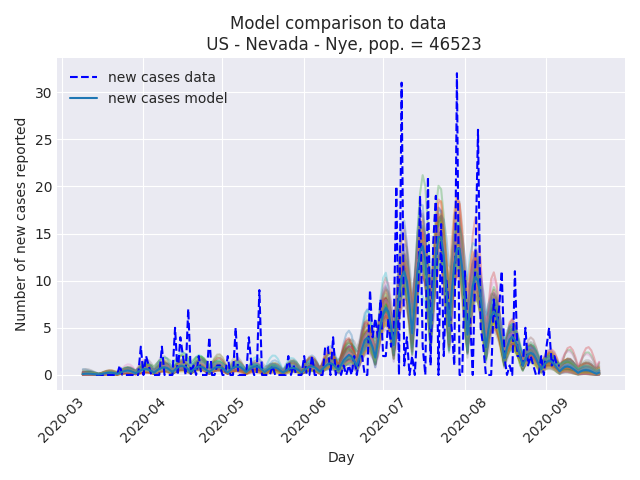 Model comparison to data
US - Nevada - Nye, pop. = 46523
new cases data
new cases model
Number of new cases reported
30
25
20
15
10
5
0
2020-03
2020-04
2020-05
2020-06
2020-07
2020-08
2020-09
Day